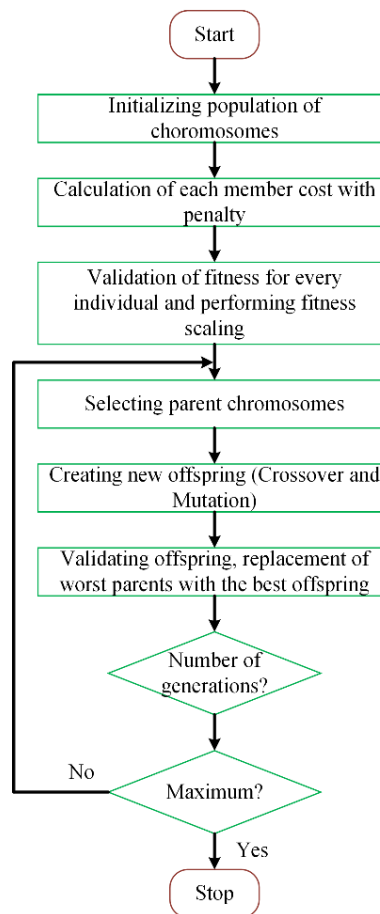 Start
Initializing population of
choromosomes
Calculation of each member cost with
penalty
Validation of fitness for every
individual and performing fitness
scaling
Selecting parent chromosomes
Creating new offspring (Crossover and
Mutation)
Validating offspring, replacement of
worst parents with the best offspring
Number of
generations?
No
Maximum?
Yes
Stop